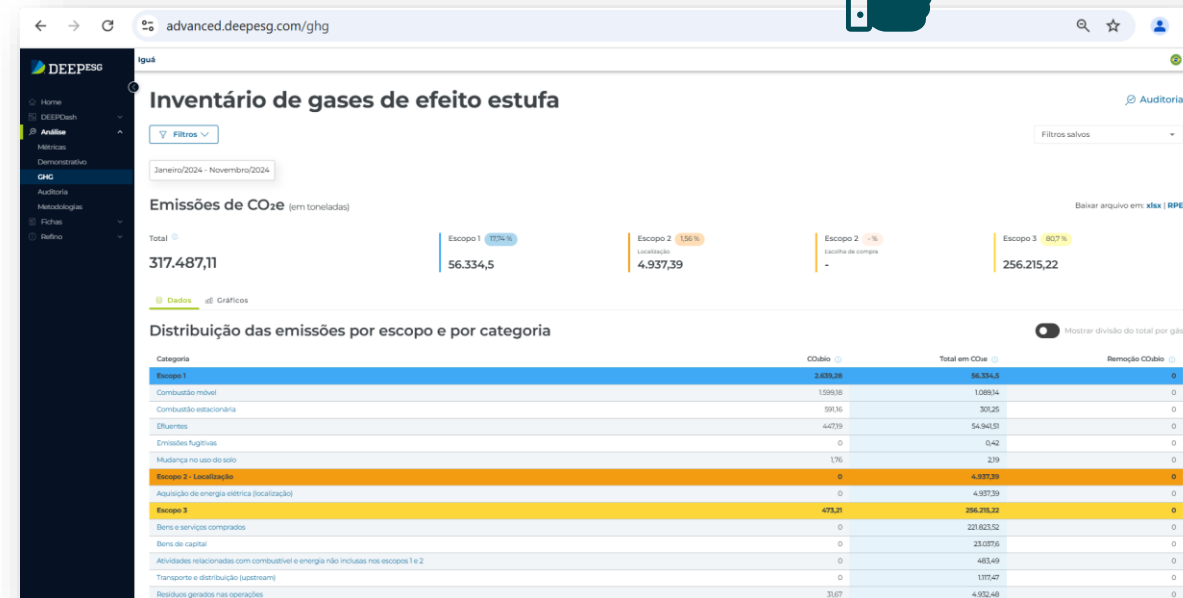 advanced.deepesg.com/ghg
DEEPESG
Iguá
Home
DEEPDash
Análise
Métricas
Demonstrativo
GHG
Auditoria
Metodologias
Fichas
Refino
Inventário de gases de efeito estufa
Auditoria
Filtros
Filtros salvos
Janeiro/2024 - Novembro/2024
Emissões de CO₂e (em toneladas)
Baixar arquivo em: xlsx | RPE
Total
317.487,11
Escopo 1 17,74 %
56.334,5
Escopo 2 1,56 %
Localização
4.937,39
Escopo 2 - %
Escolha de compra
-
Escopo 3 80,7 %
256.215,22
Dados Gráficos
Distribuição das emissões por escopo e por categoria
Mostrar divisão do total por gás
Categoria CO₂bio Total em CO₂e Remoção CO₂bio
Escopo 1 2.639,28 56.334,5 0
Combustão móvel 1.599,18 1.089,14 0
Combustão estacionária 591,16 301,25 0
Efluentes 447,19 54.941,51 0
Emissões fugitivas 0 0,42 0
Mudança no uso do solo 1,76 2,19 0
Escopo 2 - Localização 0 4.937,39 0
Aquisição de energia elétrica (localização) 0 4.937,39 0
Escopo 3 473,21 256.215,22 0
Bens e serviços comprados 0 221.823,52 0
Bens de capital 0 23.037,6 0
Atividades relacionadas com combustível e energia não inclusas nos escopos 1 e 2 0 483,49 0
Transporte e distribuição (upstream) 0 1.117,47 0
Resíduos gerados nas operações 31,67 4.932,48 0